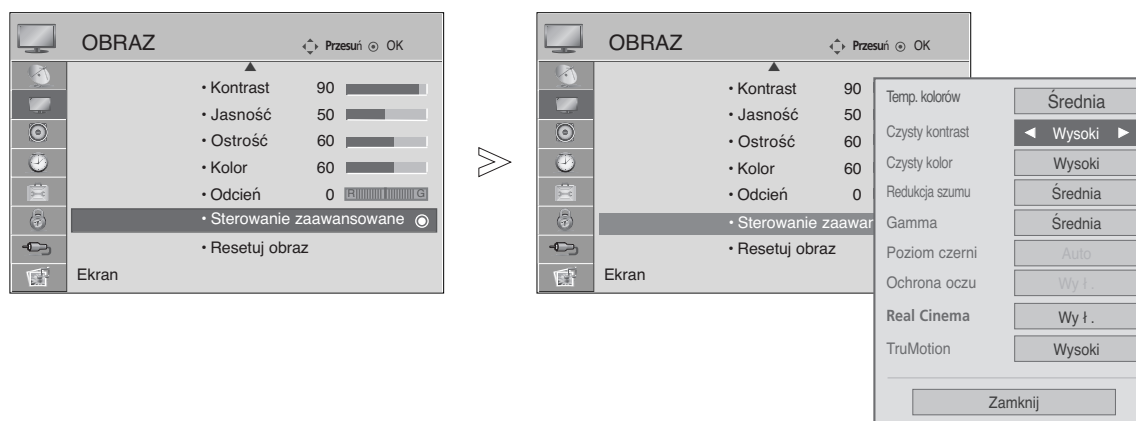 OBRAZ
Przesuń OK
• Kontrast 90
• Jasność 50
• Ostrość 60
• Kolor 60
• Odcień 0 R G
• Sterowanie zaawansowane
• Resetuj obraz
Ekran
OBRAZ
Przesuń OK
• Kontrast 90
• Jasność 50
• Ostrość 60
• Kolor 60
• Odcień 0
• Sterowanie zaawar
• Resetuj obraz
Ekran
Temp. kolorów Średnia
Czysty kontrast ◄ Wysoki ►
Czysty kolor Wysoki
Redukcja szumu Średnia
Gamma Średnia
Poziom czerni Auto
Ochrona oczu Wy ł .
Real Cinema Wy ł .
TruMotion Wysoki
Zamknij